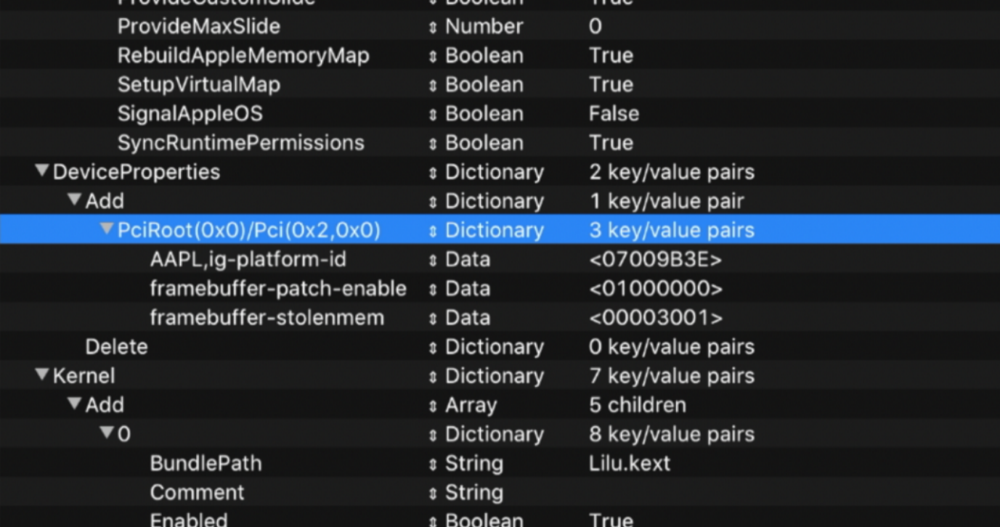 ProvideCustomSlide Boolean True
ProvideMaxSlide Number 0
RebuildAppleMemoryMap Boolean True
SetupVirtualMap Boolean True
SignalAppleOS Boolean False
SyncRuntimePermissions Boolean True
DeviceProperties Dictionary 2 key/value pairs
Add Dictionary 1 key/value pair
PciRoot(0x0)/Pci(0x2,0x0) Dictionary 3 key/value pairs
AAPL,ig-platform-id Data <07009B3E>
framebuffer-patch-enable Data <01000000>
framebuffer-stolenmem Data <00003001>
Delete Dictionary 0 key/value pairs
Kernel Dictionary 7 key/value pairs
Add Array 5 children
0 Dictionary 8 key/value pairs
BundlePath String Lilu.kext
Comment String
Enabled Boolean True